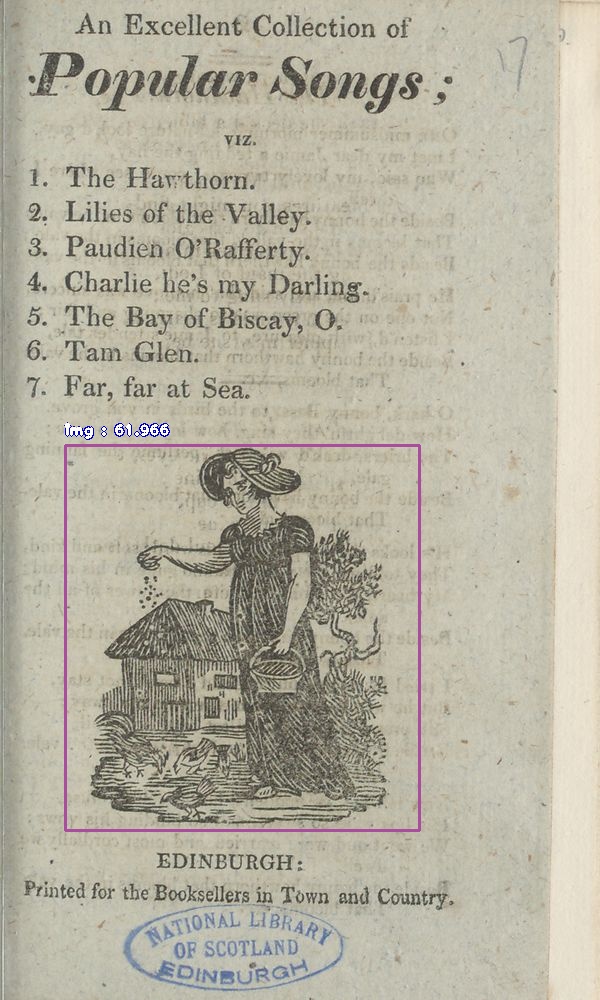 An Excellent Collection of
Popular Songs;
VIZ.
1. The Hawthorn.
2. Lilies of the Valley.
3. Paudien O'Rafferty.
4. Charlie he's my Darling.
5. The Bay of Biscay, O.
6. Tam Glen.
7. Far, far at Sea.
img : 61.966
EDINBURGH:
Printed for the Booksellers in Town and Country.
NATIONAL LIBRARY
OF SCOTLAND
EDINBURGH
17